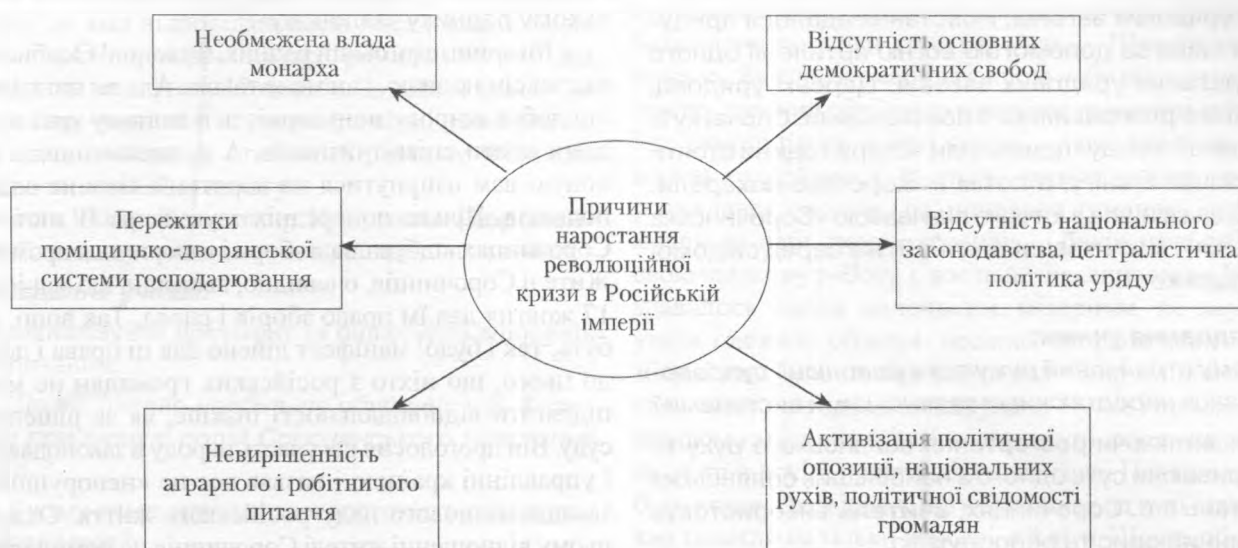 Необмежена влада
монарха
Відсутність основних
демократичних свобод
Пережитки
поміщицько-дворянської
системи господарювання
Причини
наростання
революційної
кризи в Російській
імперії
Відсутність національного
законодавства, централістична
політика уряду
Невирішенність
аграрного і робітничого
питання
Активізація політичної
опозиції, національних
рухів, політичної свідомості
громадян